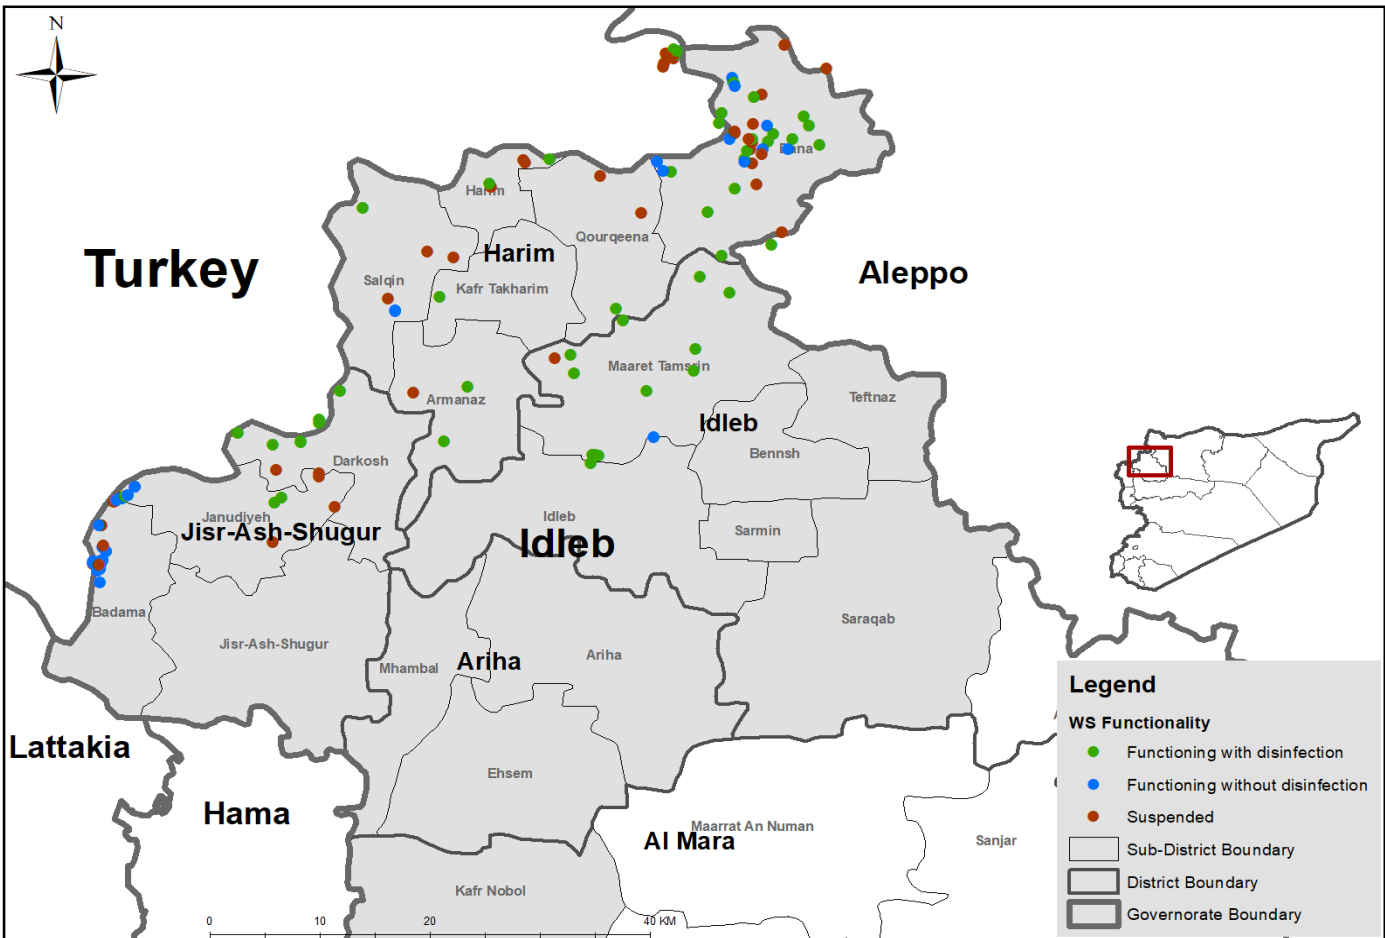 N
Dana
Harim
Qourqeena
Harim
Turkey
Aleppo
Salqin
Kafr Takharim
Maaret Tamsrin
Armanaz
Teftnaz
Idleb
Bennsh
Darkosh
Janudiyeh
Jisr-Ash-Shugur
Idleb
Idleb
Sarmin
Badama
Saraqab
Jisr-Ash-Shugur
Mhambal
Ariha
Ariha
Lattakia
Ehsem
Hama
Maarrat An Numan
Al Mara
Sanjar
Kafr Nobol
0 10 20 40 KM
Legend
WS Functionality
Functioning with disinfection
Functioning without disinfection
Suspended
Sub-District Boundary
District Boundary
Governorate Boundary